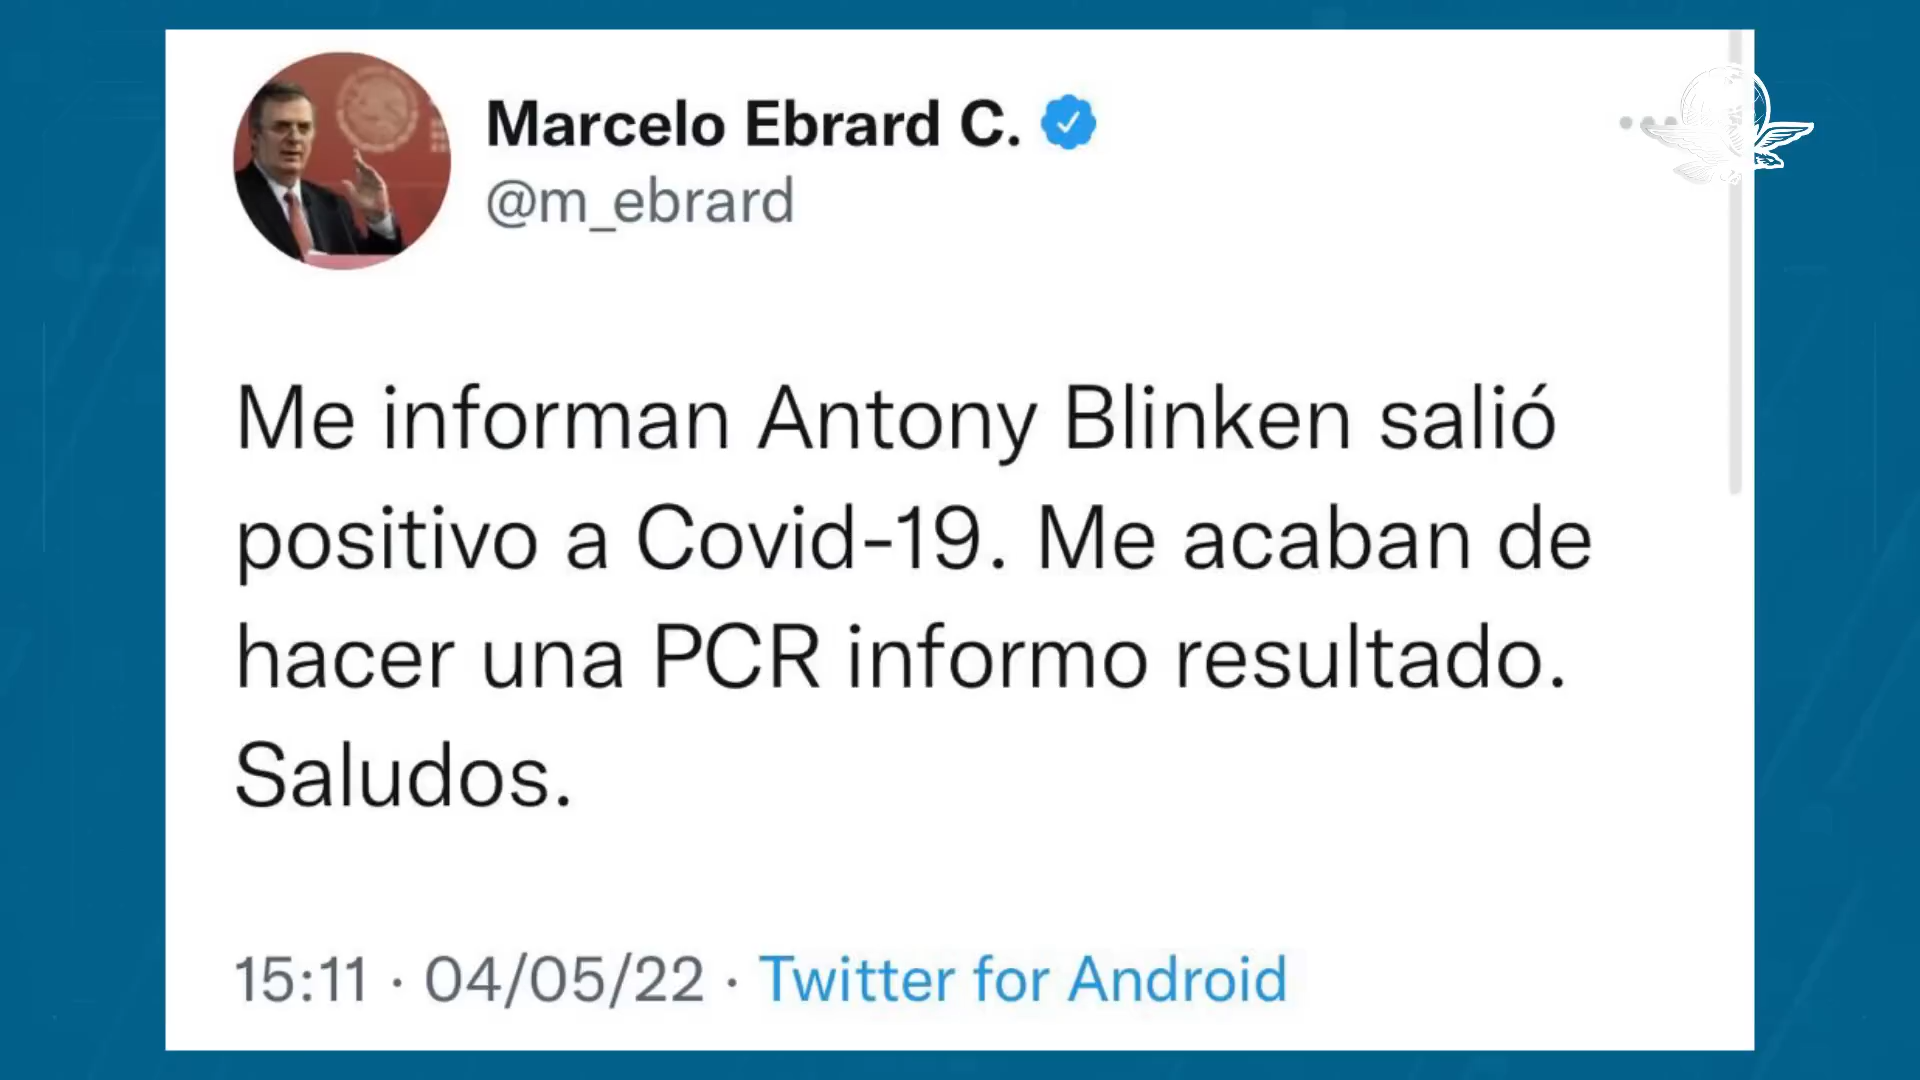 Marcelo Ebrard C.
@m_ebrard
Me informan Antony Blinken salió
positivo a Covid-19. Me acaban de
hacer una PCR informo resultado.
Saludos.
15:11 · 04/05/22 · Twitter for Android